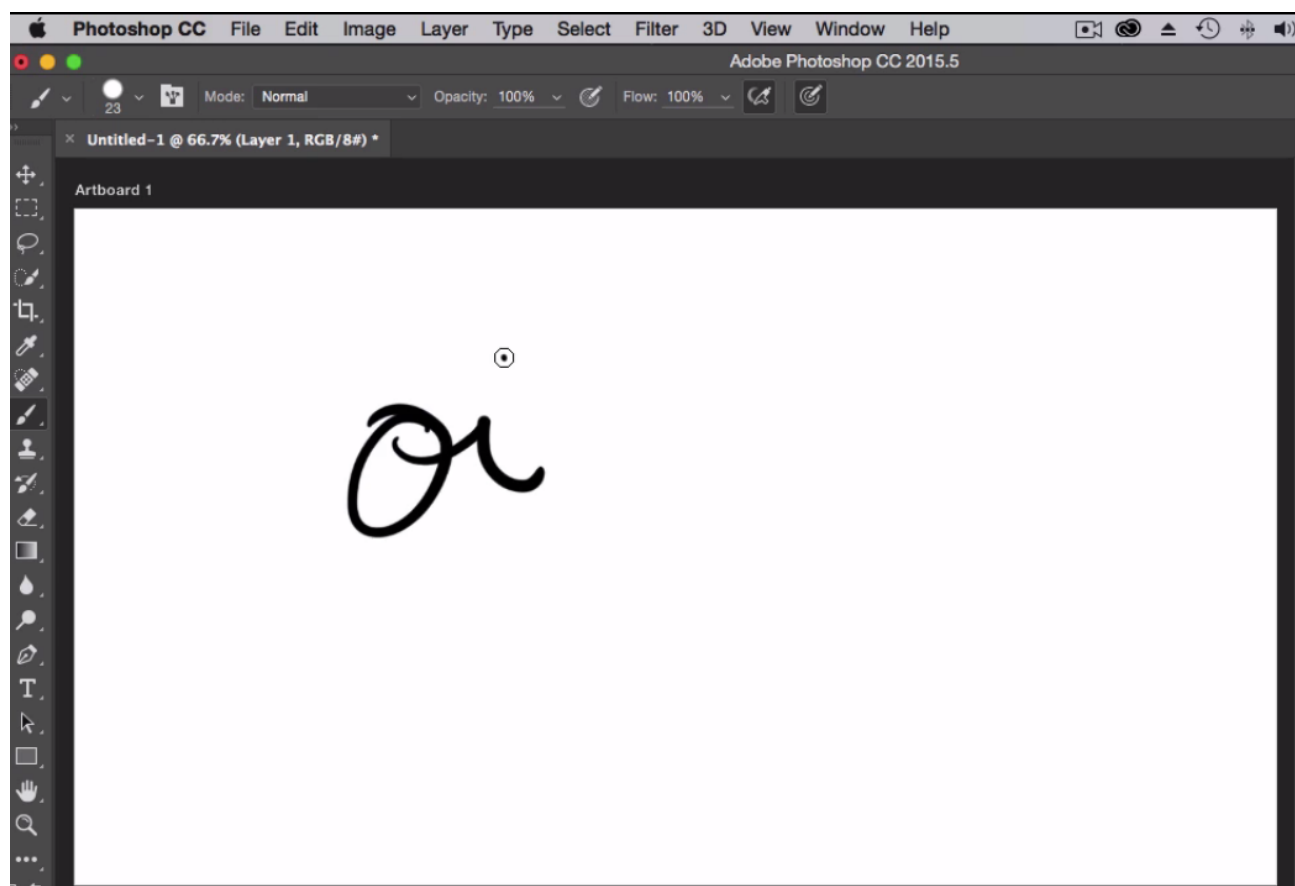 Photoshop CC File Edit Image Layer Type Select Filter 3D View Window Help
Adobe Photoshop CC 2015.5
23 Mode: Normal Opacity: 100% Flow: 100%
× Untitled-1 @ 66.7% (Layer 1, RGB/8#) *
Artboard 1